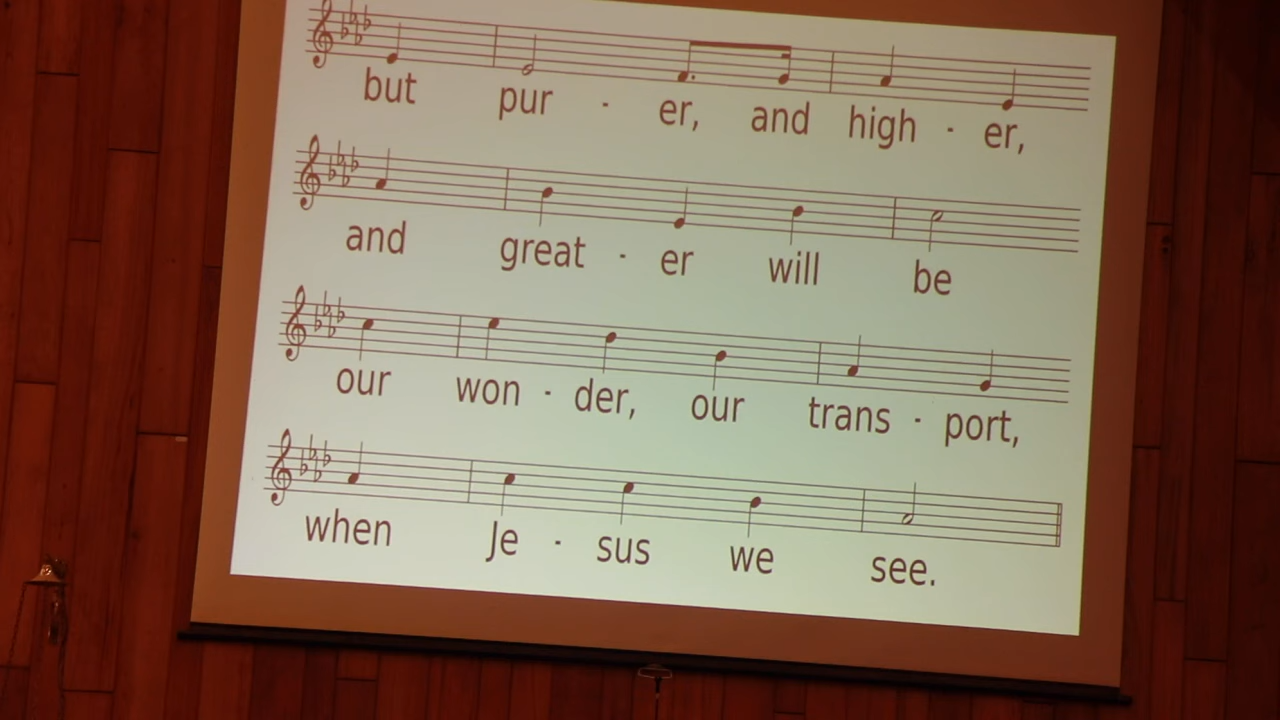 but pur · er, and high · er,
and great · er will be
our won · der, our trans · port,
when Je · sus we see.